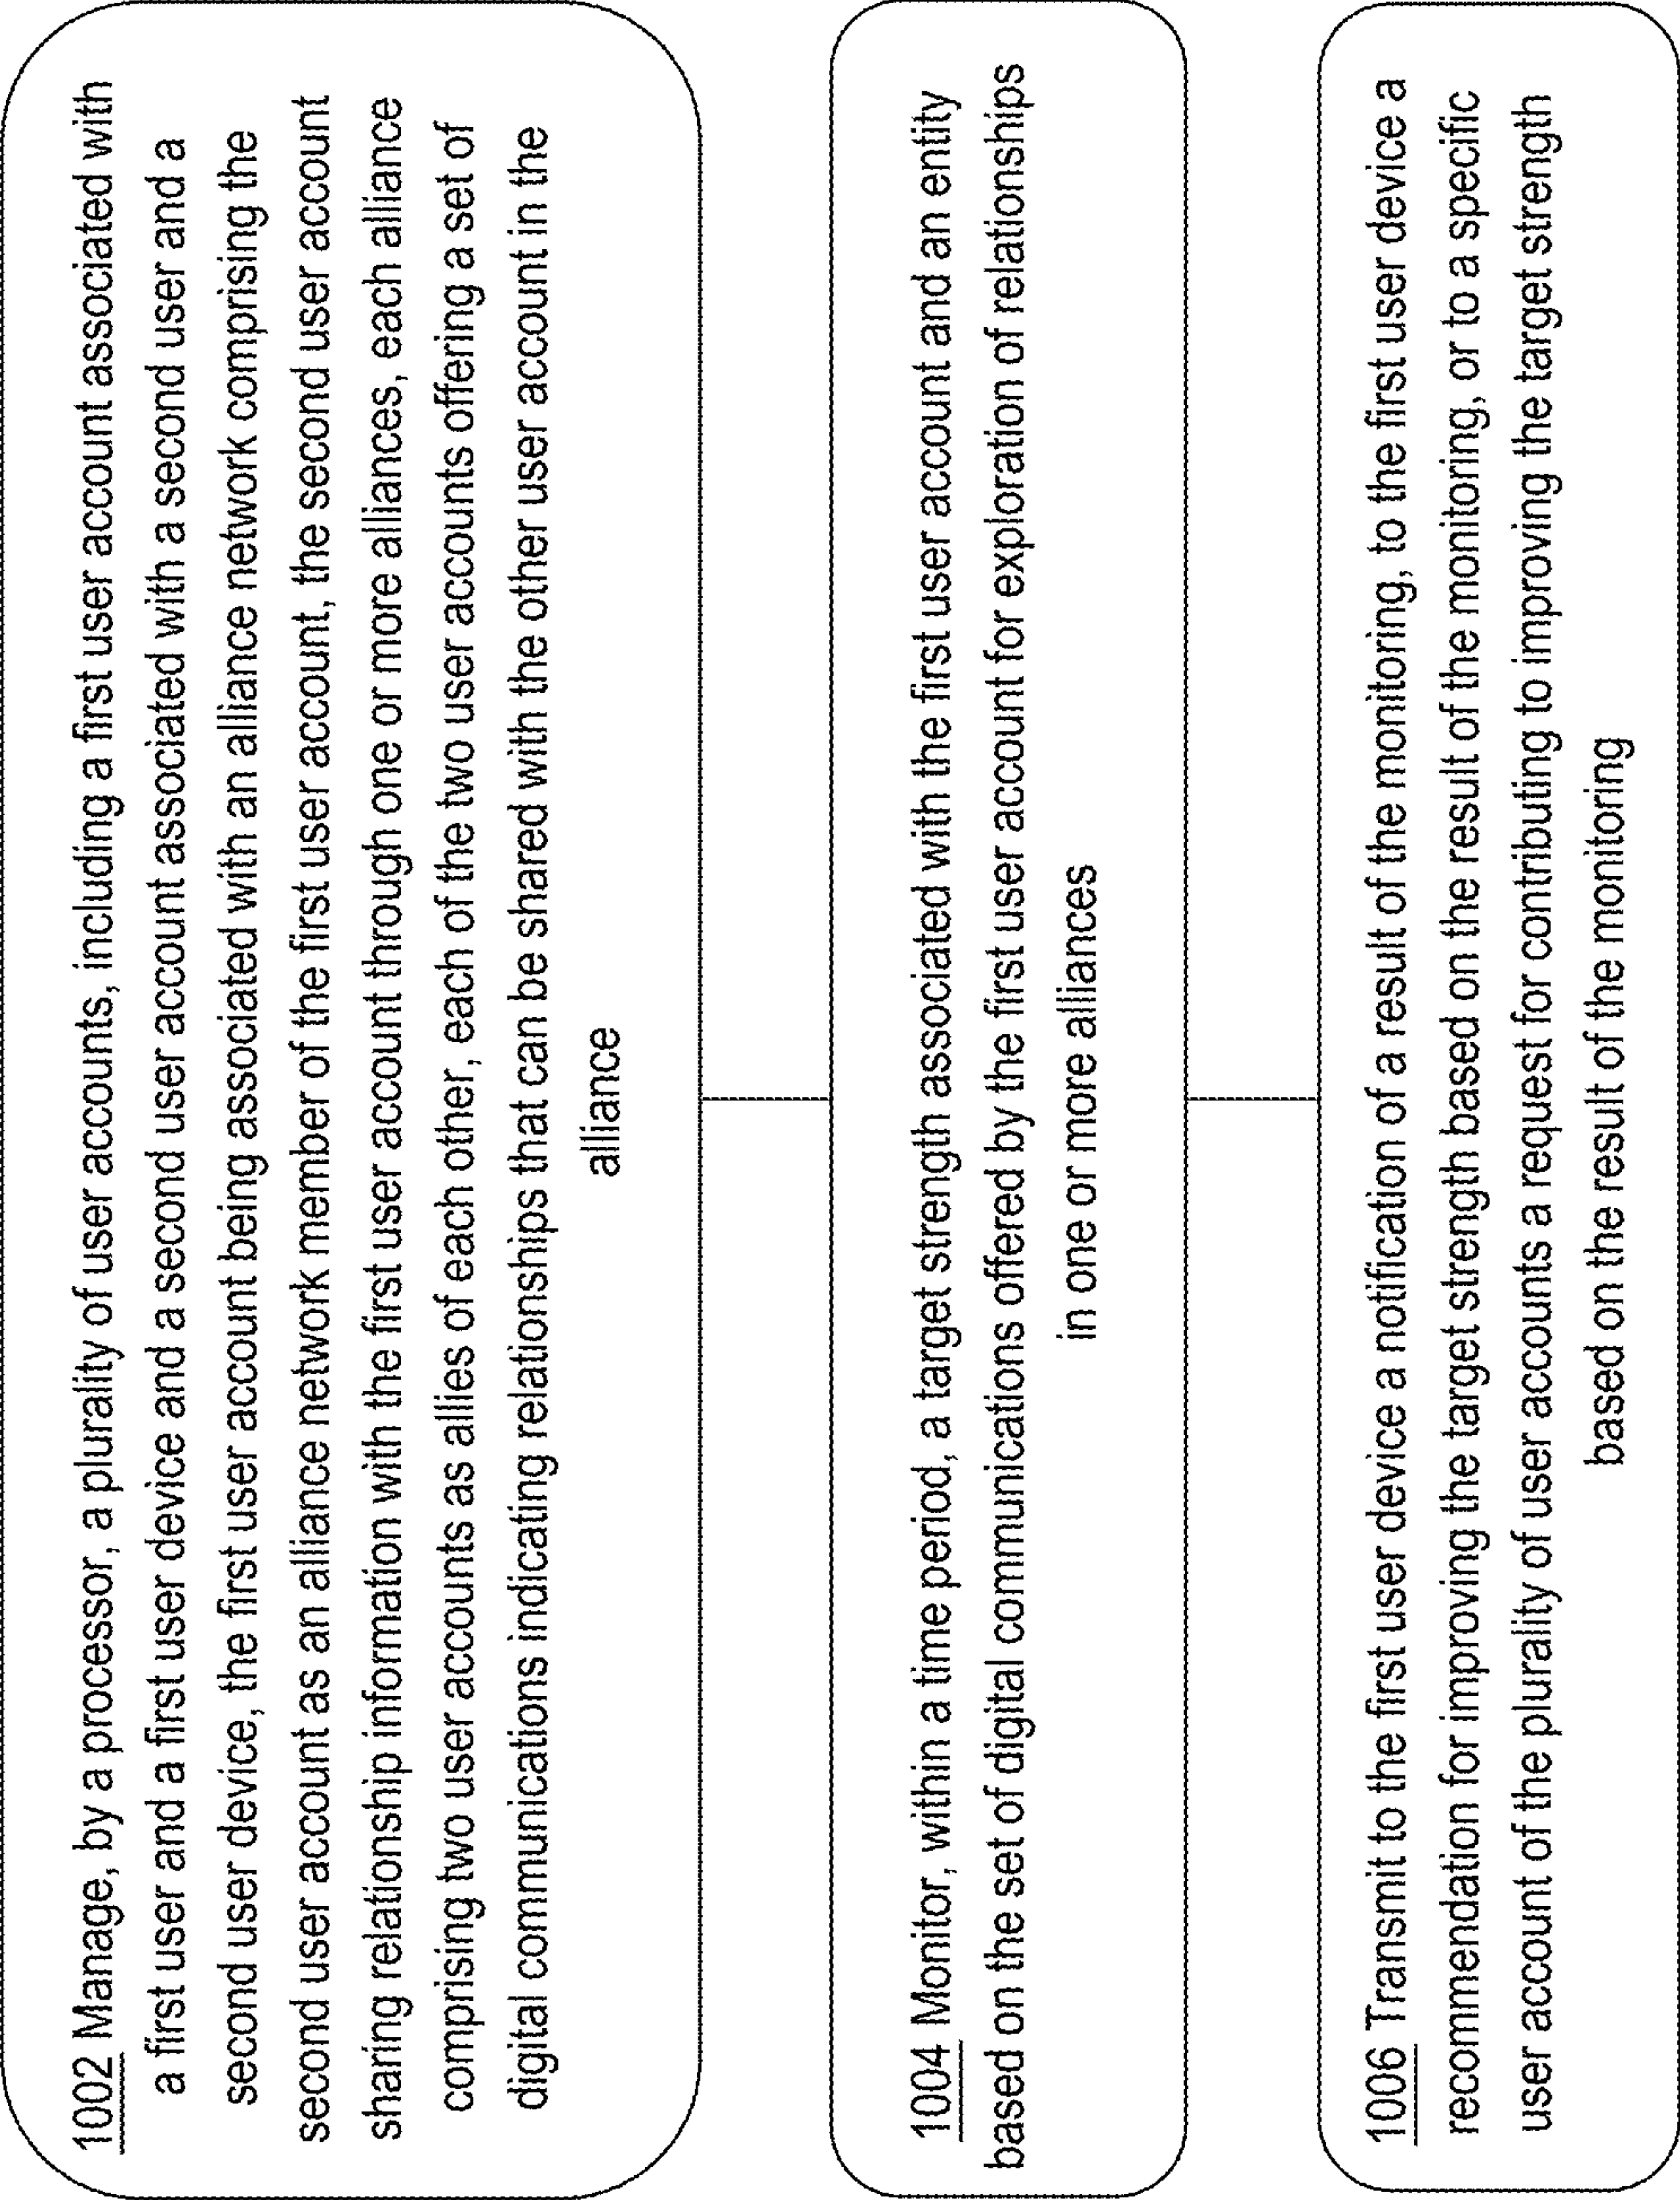 1002 Manage, by a processor, a plurality of user accounts, including a first user account associated with
a first user and a first user device and a second user account associated with a second user and a
second user device, the first user account being associated with an alliance network comprising the
second user account as an alliance network member of the first user account, the second user account
sharing relationship information with the first user account through one or more alliances, each alliance
comprising two user accounts as allies of each other, each of the two user accounts offering a set of
digital communications indicating relationships that can be shared with the other user account in the
alliance
1004 Monitor, within a time period, a target strength associated with the first user account and an entity
based on the set of digital communications offered by the first user account for exploration of relationships
in one or more alliances
1006 Transmit to the first user device a notification of a result of the monitoring, to the first user device a
recommendation for improving the target strength based on the result of the monitoring, or to a specific
user account of the plurality of user accounts a request for contributing to improving the target strength
based on the result of the monitoring